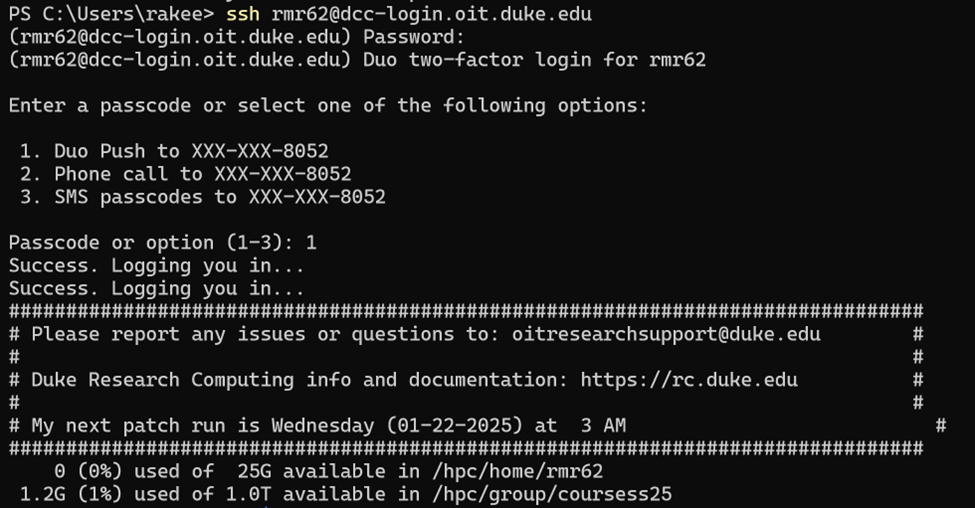 PS C:\Users\rakee> ssh rmr62@dcc-login.oit.duke.edu
(rmr62@dcc-login.oit.duke.edu) Password:
(rmr62@dcc-login.oit.duke.edu) Duo two-factor login for rmr62
Enter a passcode or select one of the following options:
1. Duo Push to XXX-XXX-8052
2. Phone call to XXX-XXX-8052
3. SMS passcodes to XXX-XXX-8052
Passcode or option (1-3): 1
Success. Logging you in...
Success. Logging you in...
################################################################################
# Please report any issues or questions to: oitresearchsupport@duke.edu        #
#                                                                              #
# Duke Research Computing info and documentation: https://rc.duke.edu          #
#                                                                              #
# My next patch run is Wednesday (01-22-2025) at  3 AM                           #
################################################################################
0 (0%) used of  25G available in /hpc/home/rmr62
1.2G (1%) used of 1.0T available in /hpc/group/coursess25